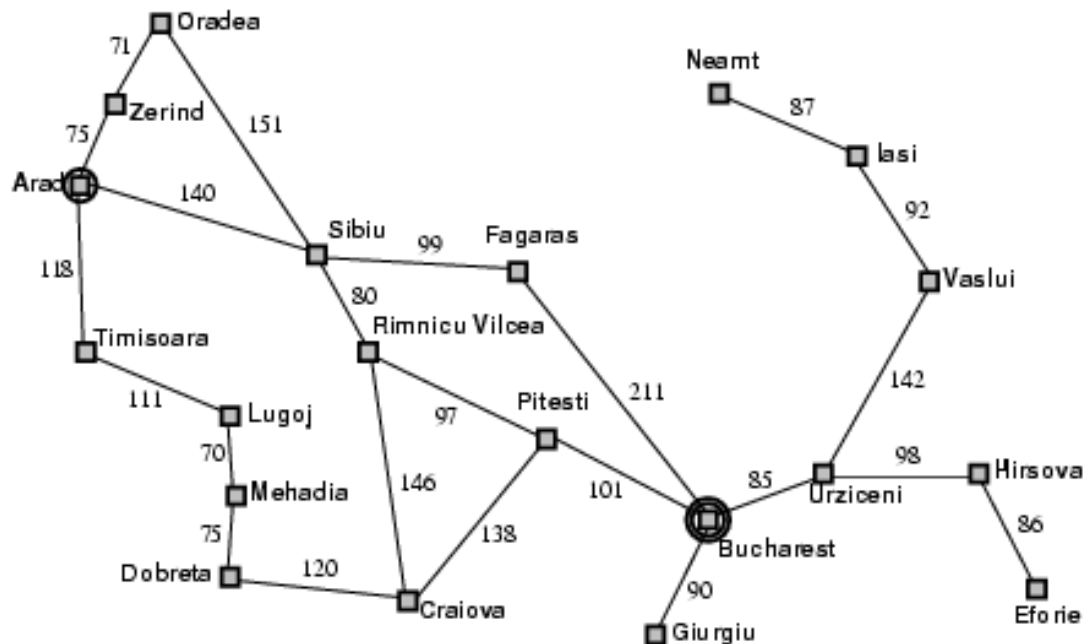 Oradea
71
Neamt
87
Zerind
75
151
Iasi
Arad
140
92
Sibiu
99
Fagaras
118
80
Vaslui
Timisoara
Rimnicu Vilcea
142
111
Lugoj
97
Pitesti
211
70
98
Hirsova
Mehadia
146
101
85
Urziceni
75
138
86
Bucharest
Dobreta
120
90
Craiova
Eforie
Giurgiu